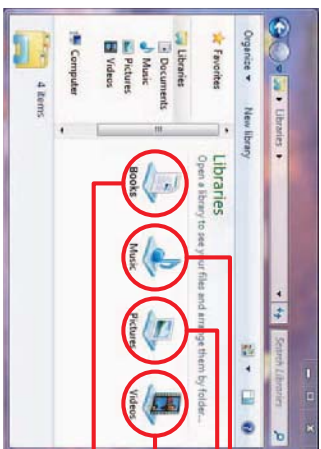 Libraries
Search Libraries
Organize
New library
Favorites
Libraries
Documents
Music
Pictures
Videos
Computer
Libraries
Open a library to see your files and arrange them by folder...
Books
Music
Pictures
Videos
4 items